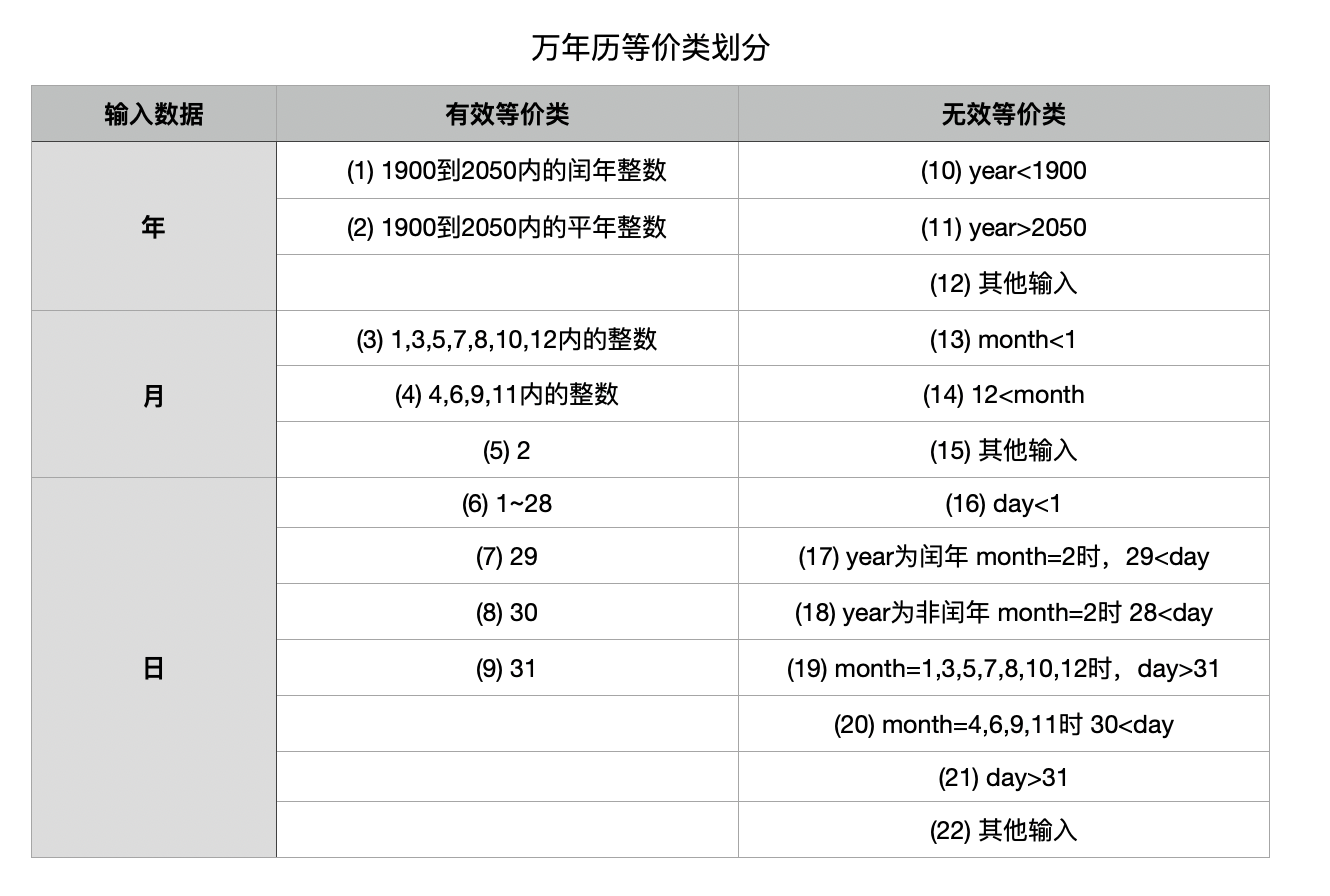 万年历等价类划分
输入数据 有效等价类 无效等价类
年
(1) 1900到2050内的闰年整数 (10) year<1900
(2) 1900到2050内的平年整数 (11) year>2050
(12) 其他输入
月
(3) 1,3,5,7,8,10,12内的整数 (13) month<1
(4) 4,6,9,11内的整数 (14) 12<month
(5) 2 (15) 其他输入
日
(6) 1~28 (16) day<1
(7) 29 (17) year为闰年 month=2时，29<day
(8) 30 (18) year为非闰年 month=2时 28<day
(9) 31 (19) month=1,3,5,7,8,10,12时，day>31
(20) month=4,6,9,11时 30<day
(21) day>31
(22) 其他输入